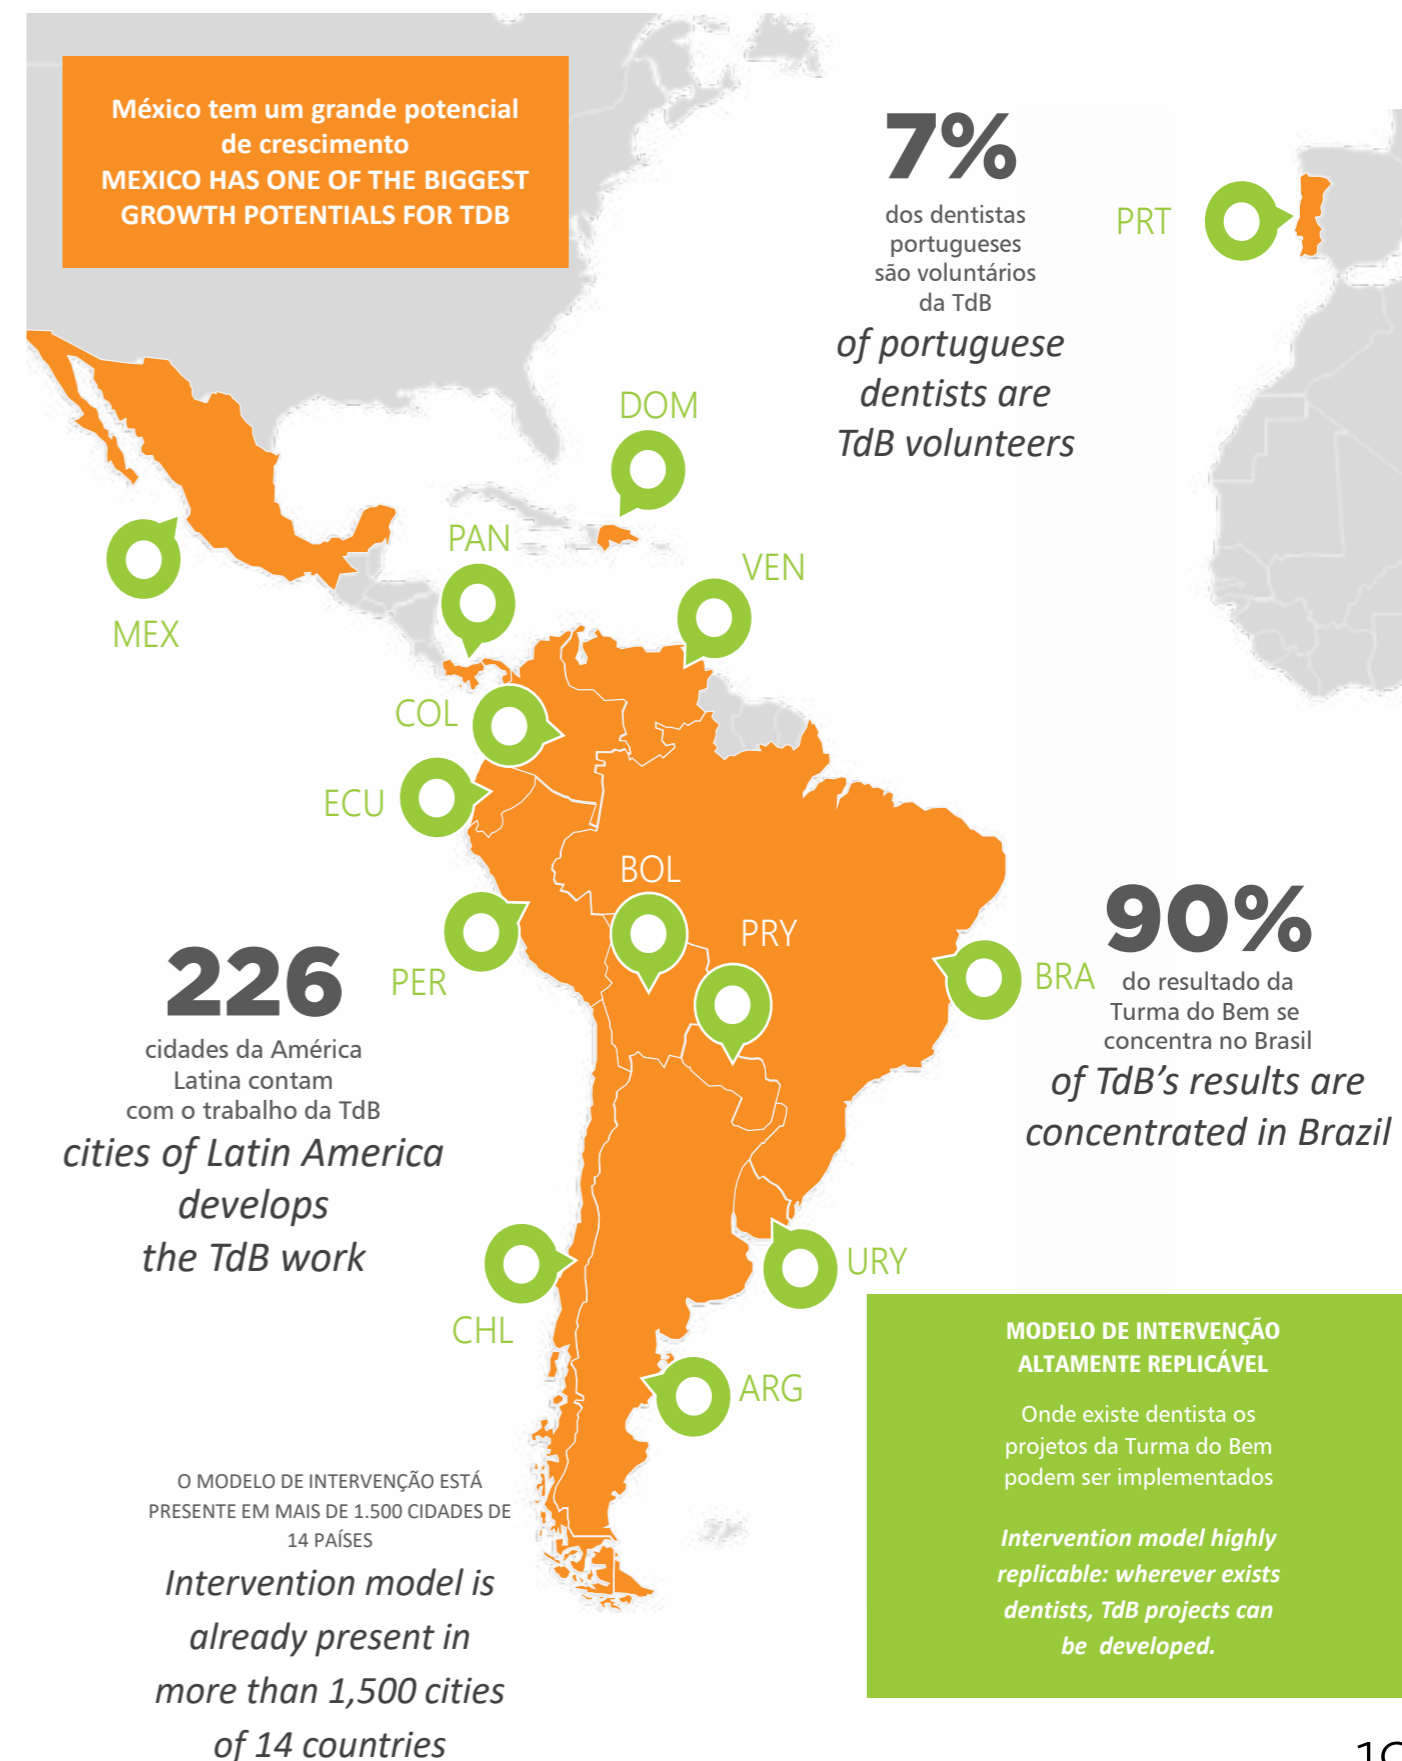 México tem um grande potencial
de crescimento
MEXICO HAS ONE OF THE BIGGEST
GROWTH POTENTIALS FOR TDB
7%
dos dentistas
portugueses
são voluntários
da TdB
of portuguese
dentists are
TdB volunteers
PRT
DOM
PAN
VEN
MEX
COL
ECU
BOL
PRY
PER
BRA
226
cidades da América
Latina contam
com o trabalho da TdB
cities of Latin America
develops
the TdB work
90%
do resultado da
Turma do Bem se
concentra no Brasil
of TdB’s results are
concentrated in Brazil
CHL
URY
ARG
O MODELO DE INTERVENÇÃO ESTÁ
PRESENTE EM MAIS DE 1.500 CIDADES DE
14 PAÍSES
Intervention model is
already present in
more than 1,500 cities
of 14 countries
MODELO DE INTERVENÇÃO
ALTAMENTE REPLICÁVEL
Onde existe dentista os
projetos da Turma do Bem
podem ser implementados
Intervention model highly
replicable: wherever exists
dentists, TdB projects can
be developed.